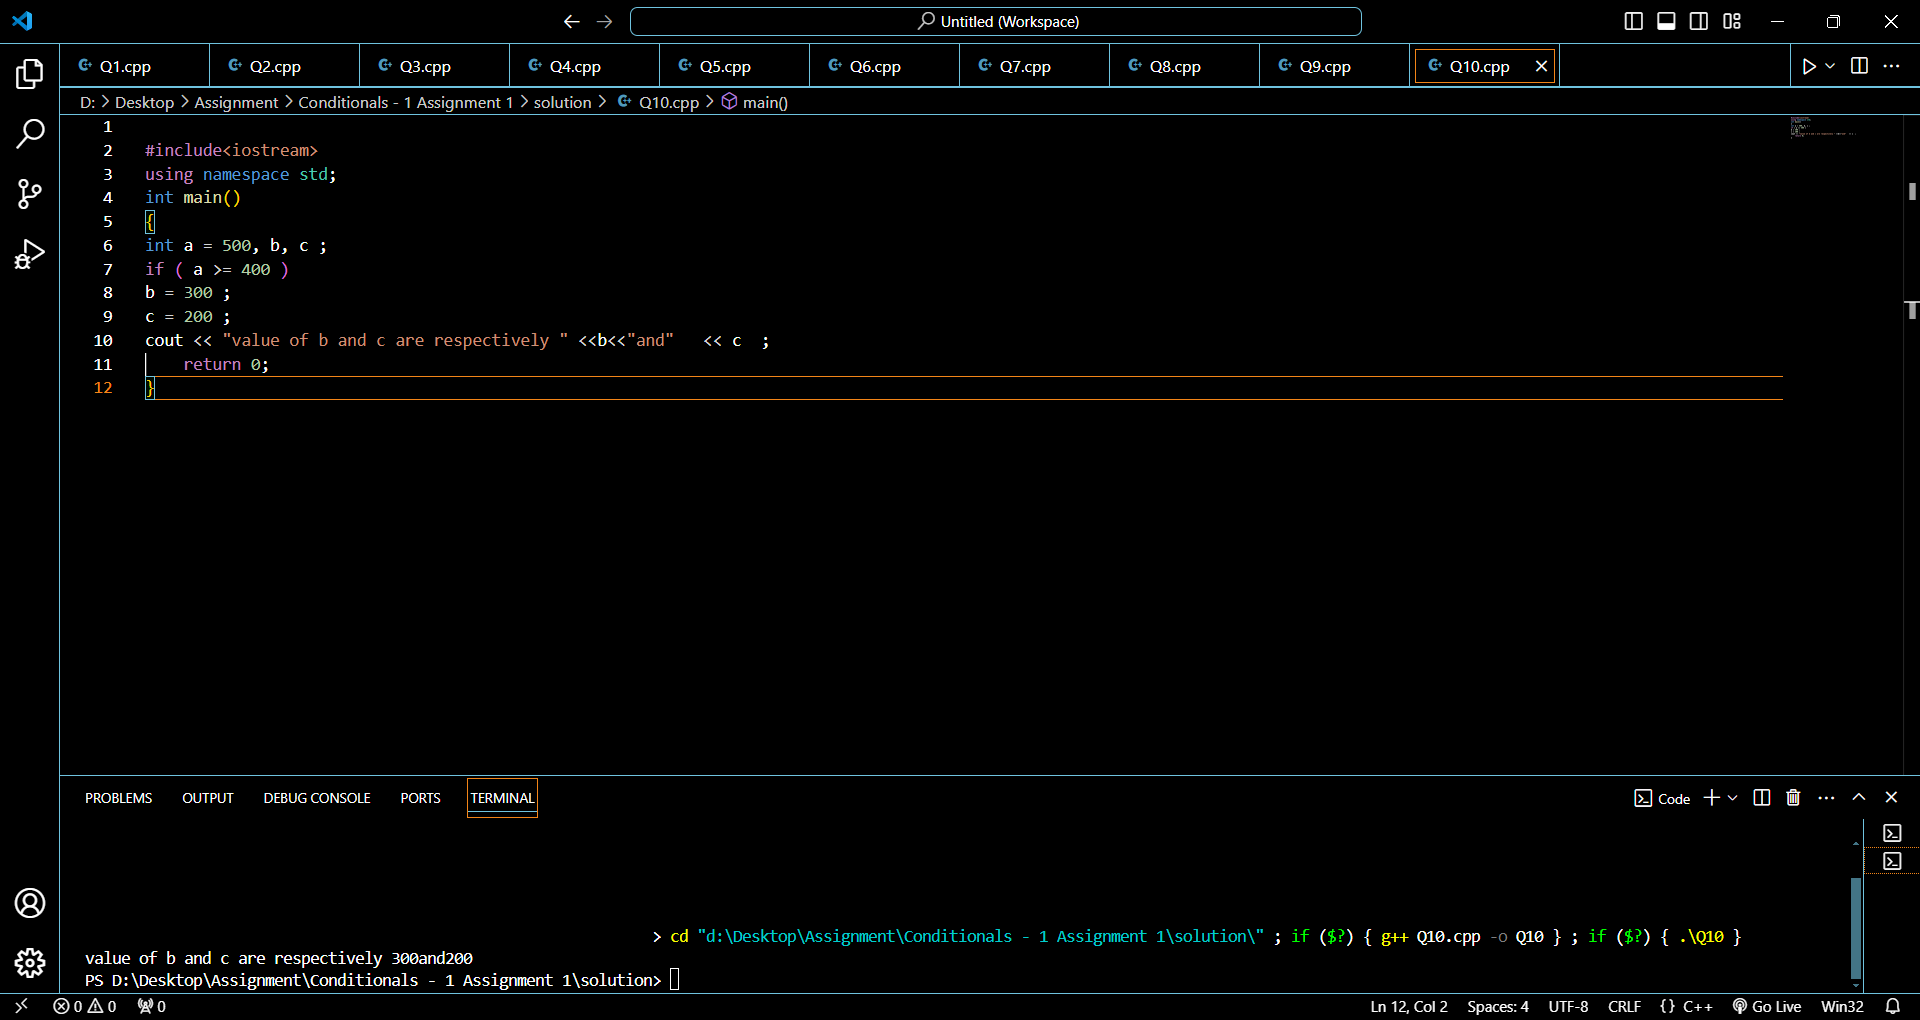 Untitled (Workspace)
Q1.cpp Q2.cpp Q3.cpp Q4.cpp Q5.cpp Q6.cpp Q7.cpp Q8.cpp Q9.cpp Q10.cpp
D: > Desktop > Assignment > Conditionals - 1 Assignment 1 > solution > Q10.cpp > main()
1
2 #include<iostream>
3 using namespace std;
4 int main()
5 {
6 int a = 500, b, c ;
7 if ( a >= 400 )
8 b = 300 ;
9 c = 200 ;
10 cout << "value of b and c are respectively " <<b<<"and"   << c  ;
11     return 0;
12 }
PROBLEMS OUTPUT DEBUG CONSOLE PORTS TERMINAL Code
> cd "d:\Desktop\Assignment\Conditionals - 1 Assignment 1\solution\" ; if ($?) { g++ Q10.cpp -o Q10 } ; if ($?) { .\Q10 }
value of b and c are respectively 300and200
PS D:\Desktop\Assignment\Conditionals - 1 Assignment 1\solution>
0 0 0 Ln 12, Col 2 Spaces: 4 UTF-8 CRLF {} C++ Go Live Win32